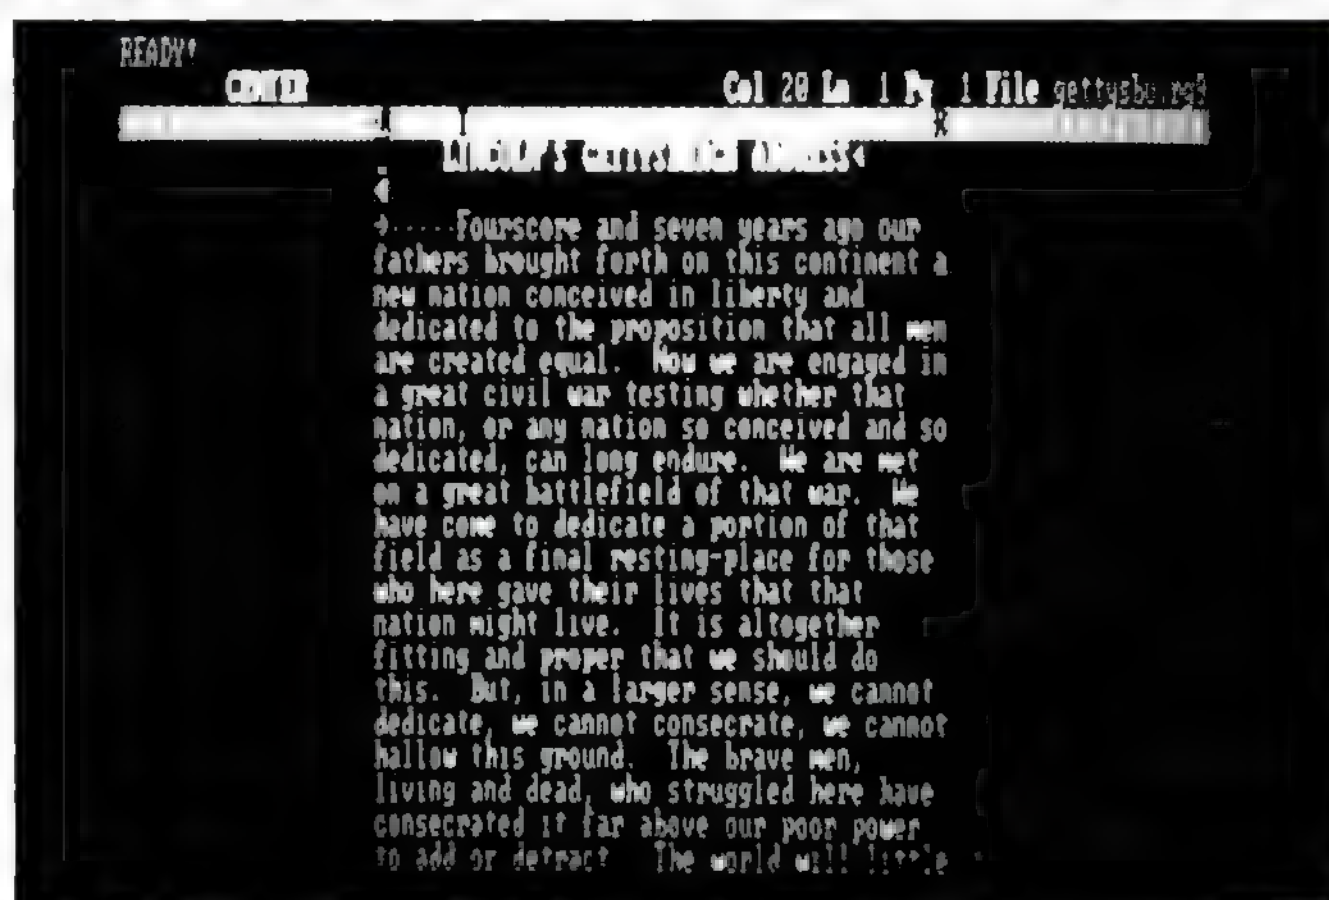 READY!
CENTER Col 20 Ln 1 Pg 1 File gettysbu.rg
LINCOLN'S GETTYSBURG ADDRESS
Fourscore and seven years ago our
fathers brought forth on this continent a
new nation conceived in liberty and
dedicated to the proposition that all men
are created equal. Now we are engaged in
a great civil war testing whether that
nation, or any nation so conceived and so
dedicated, can long endure. We are met
on a great battlefield of that war. We
have come to dedicate a portion of that
field as a final resting-place for those
who here gave their lives that that
nation might live. It is altogether
fitting and proper that we should do
this. But, in a larger sense, we cannot
dedicate, we cannot consecrate, we cannot
hallow this ground. The brave men,
living and dead, who struggled here have
consecrated it far above our poor power
to add or detract The world will little